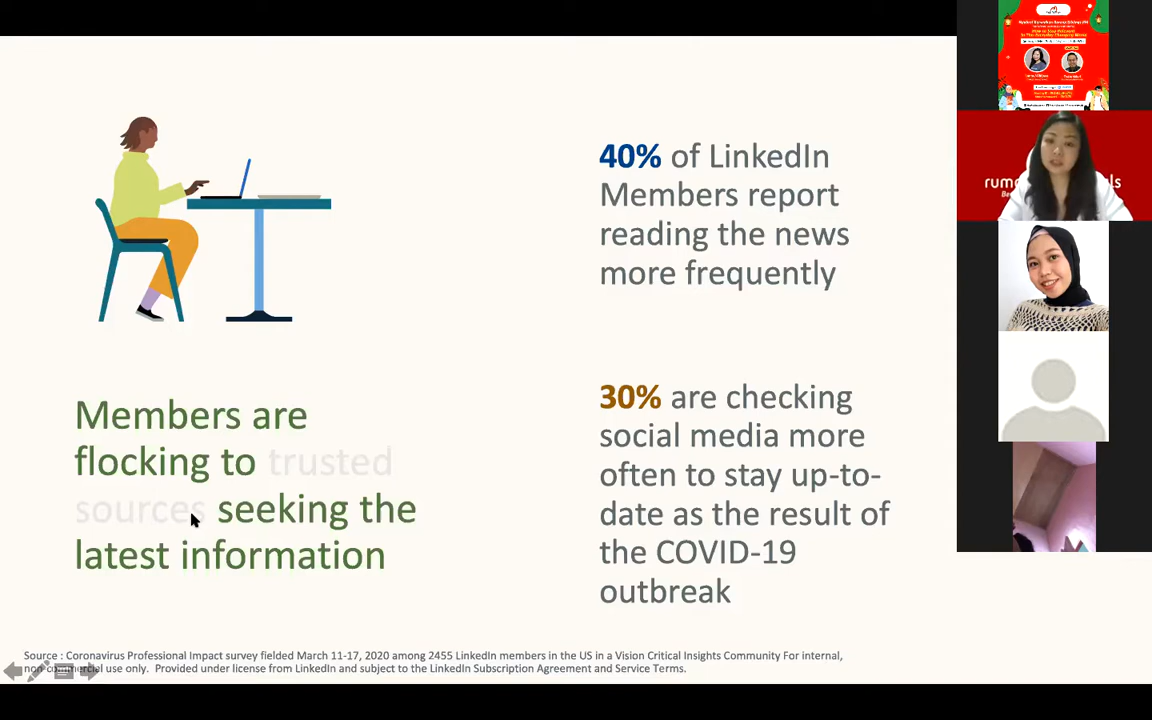 40% of LinkedIn
Members report
reading the news
more frequently
Members are
flocking to trusted
sources seeking the
latest information
30% are checking
social media more
often to stay up-to-
date as the result of
the COVID-19
outbreak
Source : Coronavirus Professional Impact survey fielded March 11-17, 2020 among 2455 LinkedIn members in the US in a Vision Critical Insights Community For internal,
non commercial use only. Provided under license from LinkedIn and subject to the LinkedIn Subscription Agreement and Service Terms.